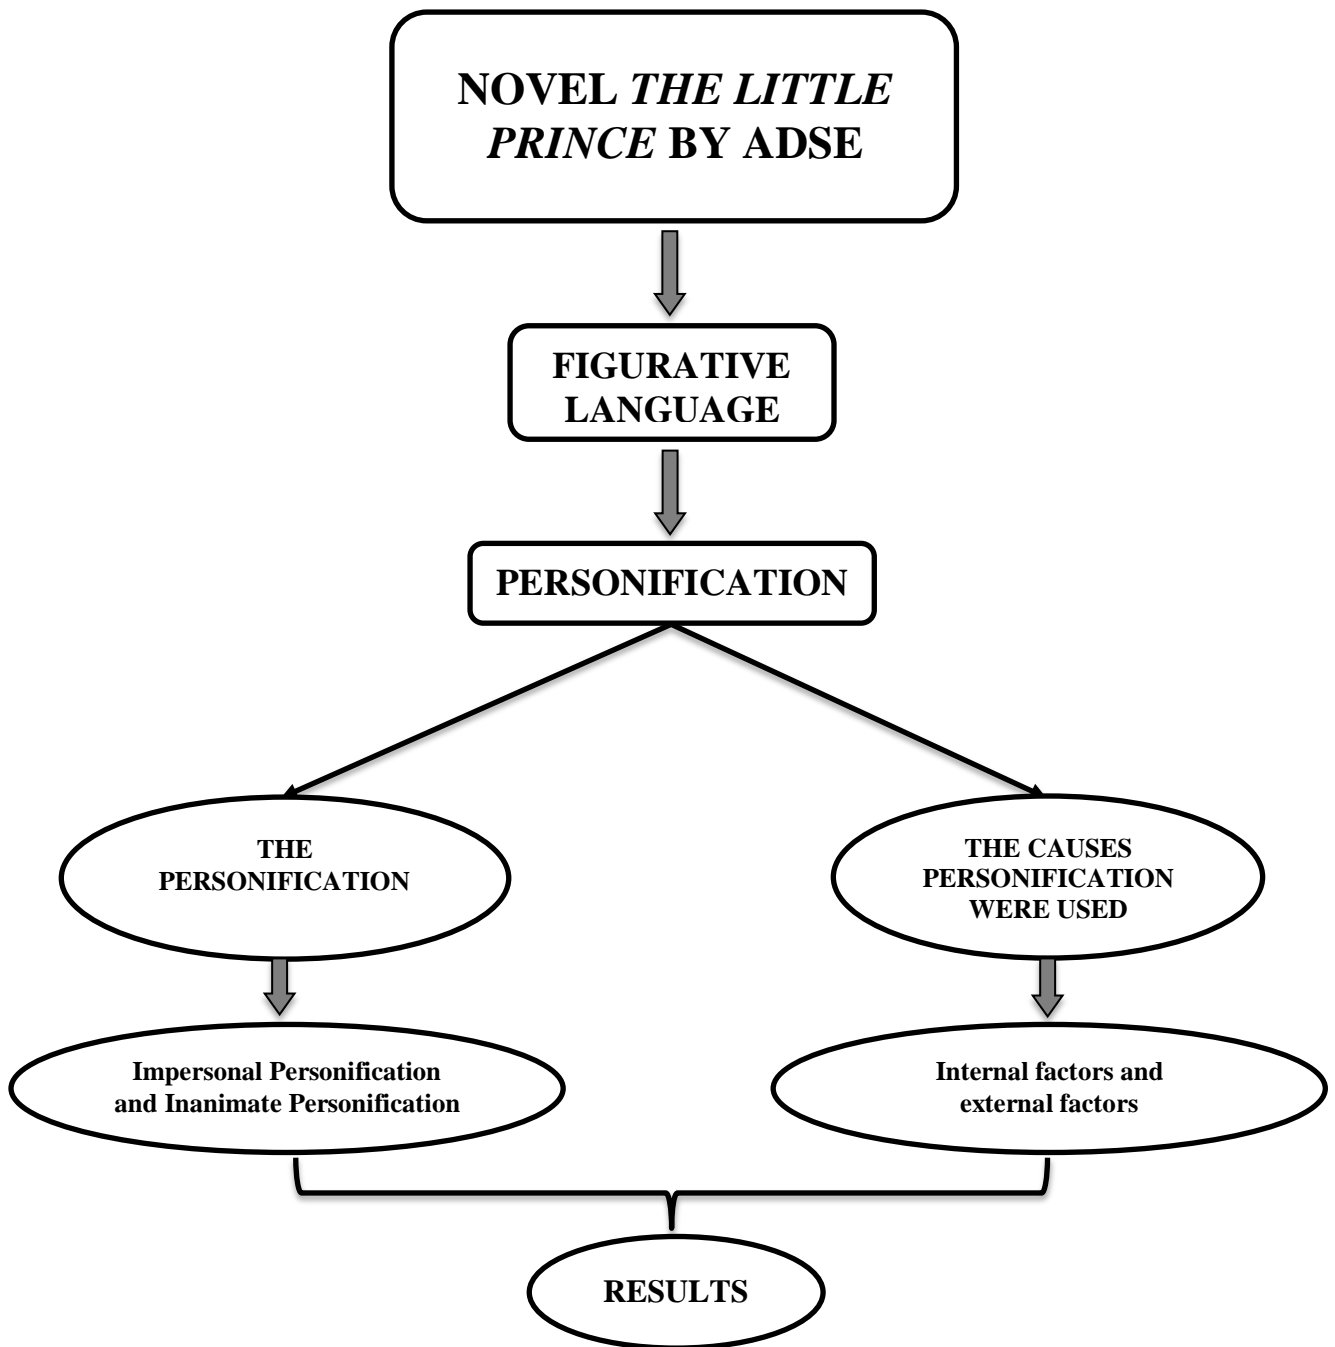 NOVEL THE LITTLE
PRINCE BY ADSE
FIGURATIVE
LANGUAGE
PERSONIFICATION
THE
PERSONIFICATION
THE CAUSES
PERSONIFICATION
WERE USED
Impersonal Personification
and Inanimate Personification
Internal factors and
external factors
RESULTS